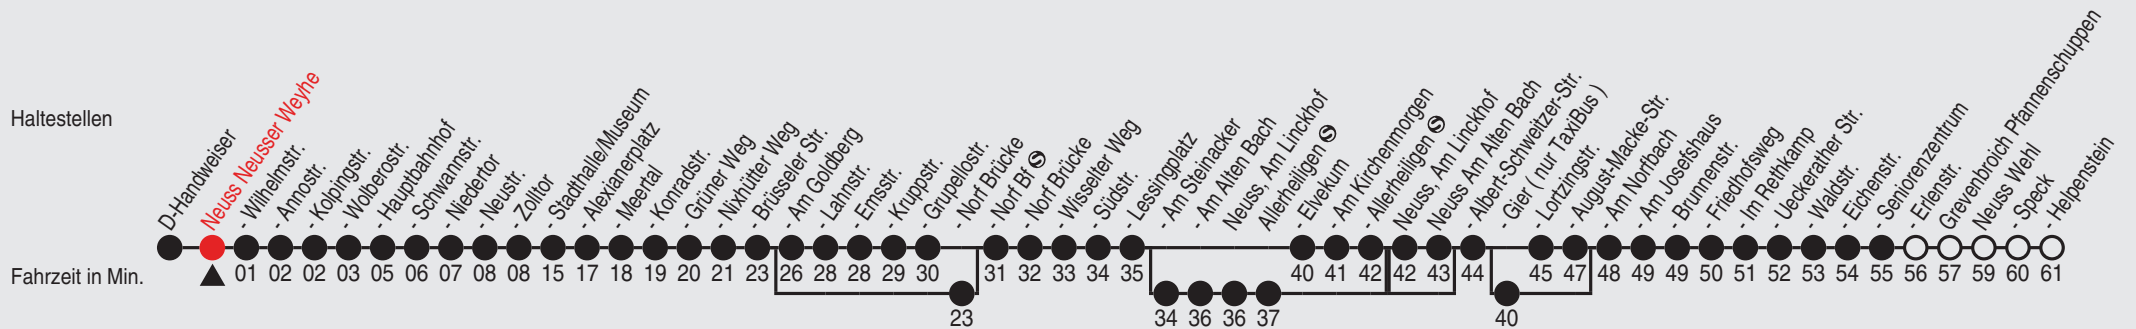 Haltestellen
D-Handweiser
Neuss Neusser Weyhe
- Wilhelmstr.
- Annostr.
- Kolpingstr.
- Wolberostr.
- Hauptbahnhof
- Schwannstr.
- Niedertor
- Neustr.
- Zolltor
- Stadthalle/Museum
- Alexianerplatz
- Meertal
- Konradstr.
- Grüner Weg
- Nixhütter Weg
- Brüsseler Str.
- Am Goldberg
- Lahnstr.
- Emsstr.
- Kruppstr.
- Grupellostr.
- Norf Brücke
- Norf Bf S
- Norf Brücke
- Wisselter Weg
- Südstr.
- Lessingplatz
- Am Steinacker
- Am Alten Bach
Neuss, Am Linckhof
Allerheiligen S
- Elvekum
- Am Kirchenmorgen
- Allerheiligen S
Neuss, Am Linckhof
Neuss Am Alten Bach
- Albert-Schweitzer-Str.
- Gier ( nur TaxiBus )
- Lortzingstr.
- August-Macke-Str.
- Am Norfbach
- Am Josefshaus
- Brunnenstr.
- Friedhofsweg
- Im Rethkamp
- Ueckerather Str.
- Waldstr.
- Eichenstr.
- Seniorenzentrum
- Erlenstr.
Grevenbroich Pfannenschuppen
Neuss Wehl
- Speck
- Helpenstein
Fahrzeit in Min.
01 02 02 03 05 06 07 08 08 15 17 18 19 20 21 23 26 28 28 29 30 31 32 33 34 35 40 41 42 42 43 44 45 47 48 49 49 50 51 52 53 54 55 56 57 59 60 61
23 34 36 36 37 40